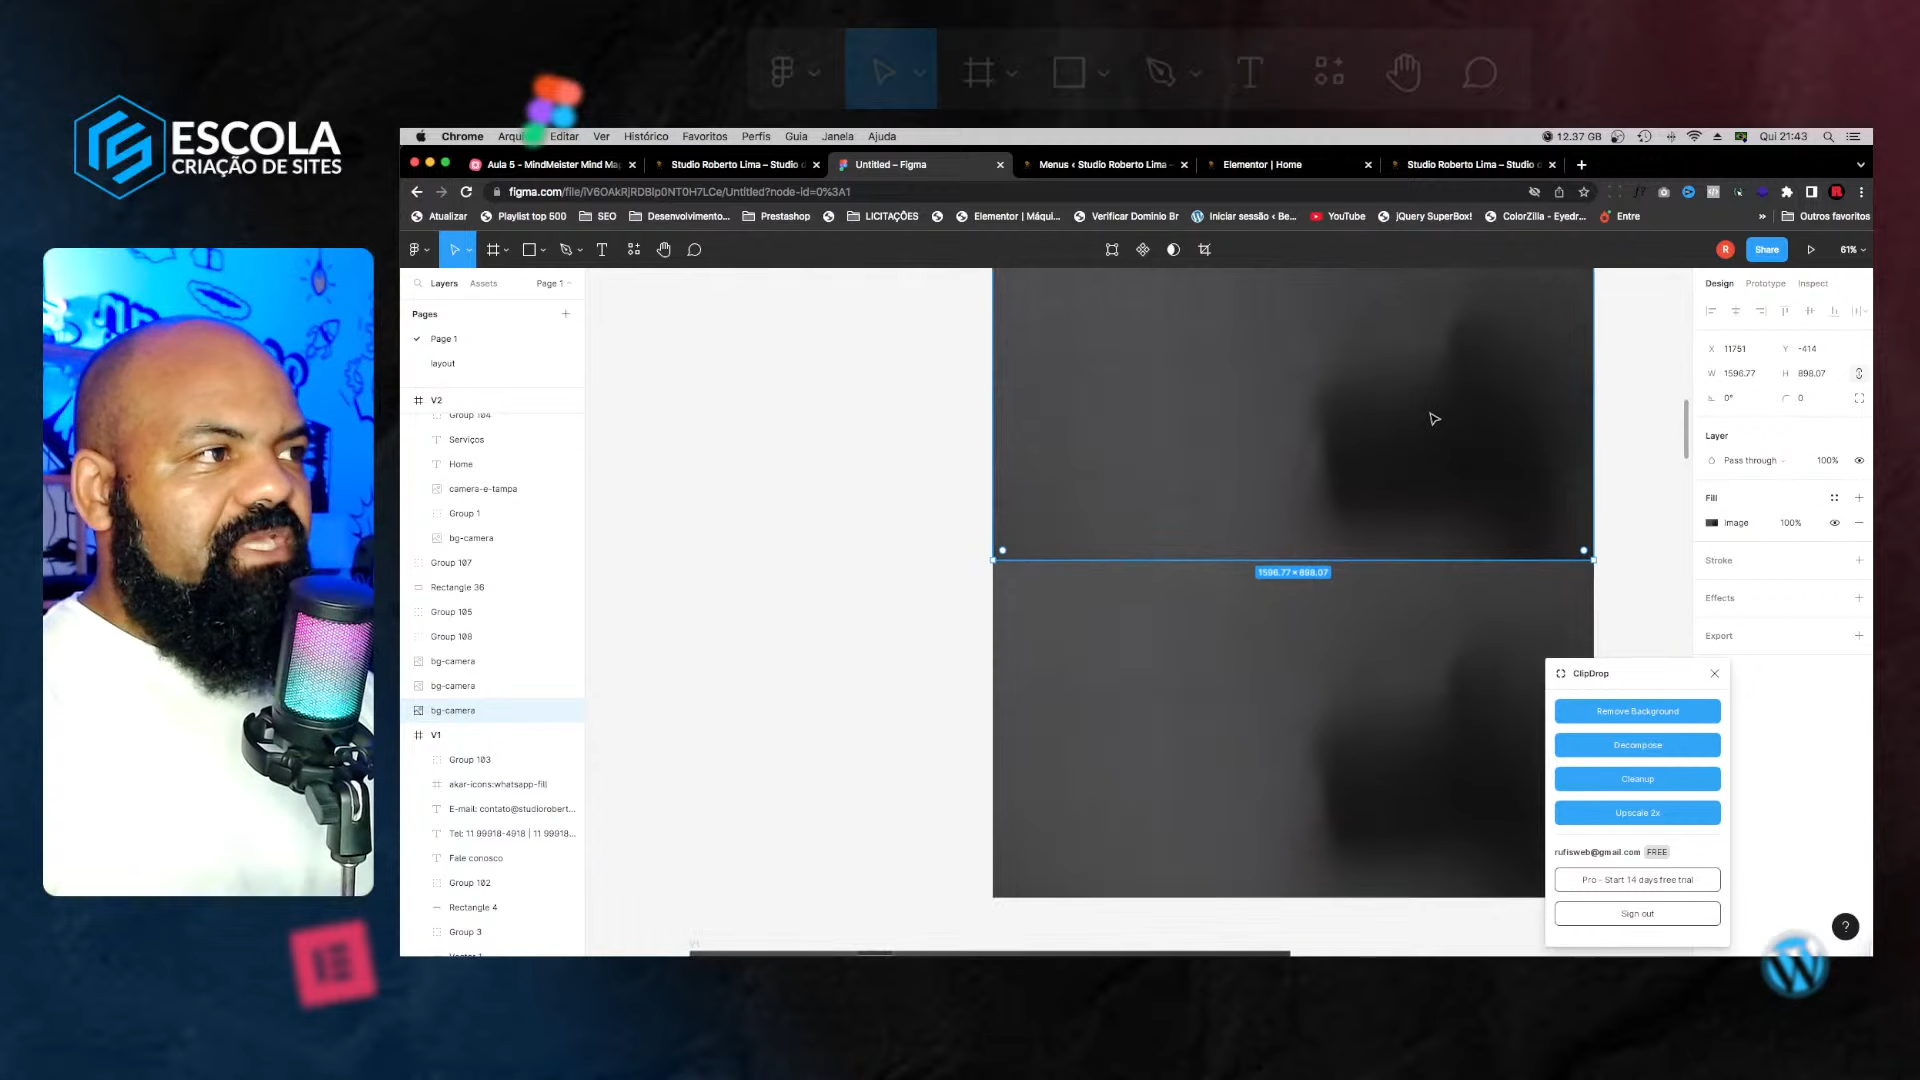 ESCOLA
CRIAÇÃO DE SITES
Chrome Arqui Editar Ver Histórico Favoritos Perfis Guia Janela Ajuda
12.37 GB Qui 21:43
Aula 5 - MindMeister Mind Ma
Studio Roberto Lima – Studio d
Untitled – Figma
Menus ‹ Studio Roberto Lima —
Elementor | Home
Studio Roberto Lima – Studio d
figma.com/file/iV6OAkRjRDBIp0NT0H7LCe/Untitled?node-id=0%3A1
Atualizar Playlist top 500 SEO Desenvolvimento... Prestashop LICITAÇÕES Elementor | Máqui... Verificar Dominio Br Iniciar sessão ‹ Be... YouTube jQuery SuperBox! ColorZilla - Eyedr... Entre » Outros favoritos
R Share 61%
Layers Assets Page 1
Pages
Page 1
layout
V2
Group 104
Serviços
Home
camera-e-tampa
Group 1
bg-camera
Group 107
Rectangle 36
Group 105
Group 108
bg-camera
bg-camera
bg-camera
V1
Group 103
akar-icons:whatsapp-fill
E-mail: contato@studiorobert...
Tel: 11 99918-4918 | 11 99918...
Fale conosco
Group 102
Rectangle 4
Group 3
Vector 1
1596.77 × 898.07
V1
Design Prototype Inspect
X 11751 Y -414
W 1596.77 H 898.07
0° 0
Layer
Pass through 100%
Fill
Image 100%
Stroke
Effects
Export
ClipDrop
Remove Background
Decompose
Cleanup
Upscale 2x
rufisweb@gmail.com FREE
Pro – Start 14 days free trial
Sign out
?